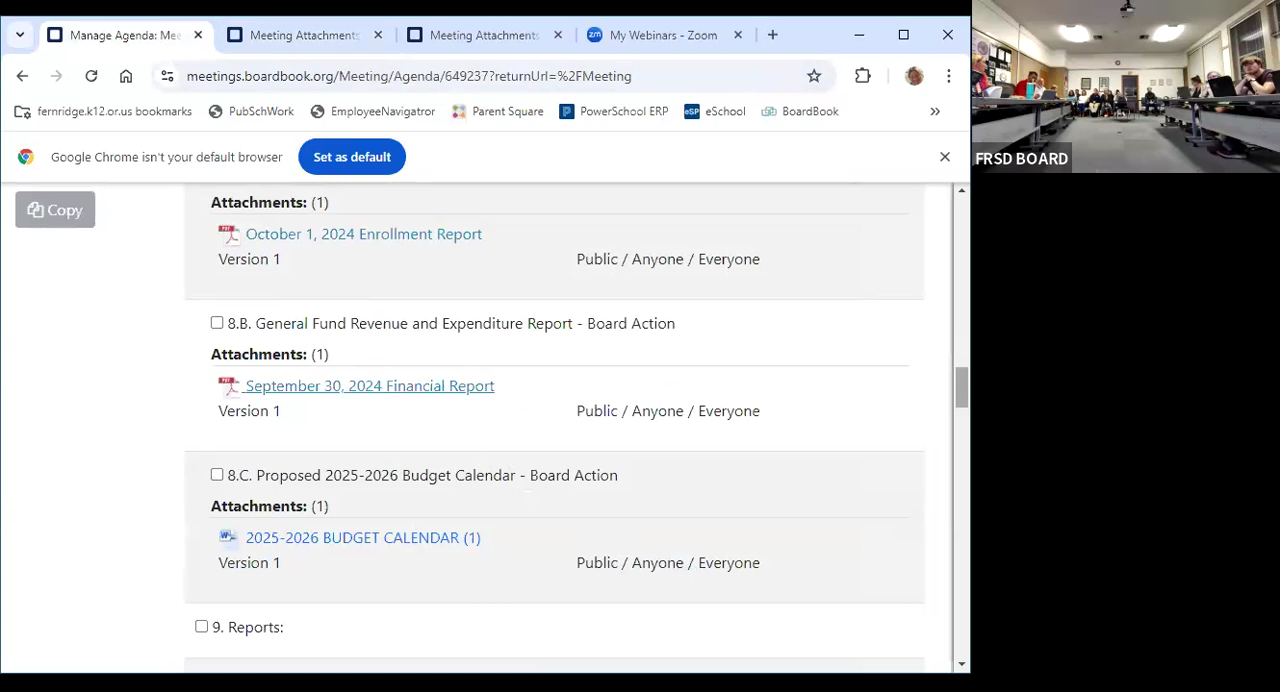 Manage Agenda: Mee
Meeting Attachments
Meeting Attachments
zm My Webinars - Zoom
meetings.boardbook.org/Meeting/Agenda/649237?returnUrl=%2FMeeting
fernridge.k12.or.us bookmarks
PubSchWork
EmployeeNavigator
Parent Square
PowerSchool ERP
eSP eSchool
BoardBook
»
Google Chrome isn't your default browser
Set as default
FRSD BOARD
Copy
Attachments: (1)
October 1, 2024 Enrollment Report
Version 1 Public / Anyone / Everyone
8.B. General Fund Revenue and Expenditure Report - Board Action
Attachments: (1)
September 30, 2024 Financial Report
Version 1 Public / Anyone / Everyone
8.C. Proposed 2025-2026 Budget Calendar - Board Action
Attachments: (1)
2025-2026 BUDGET CALENDAR (1)
Version 1 Public / Anyone / Everyone
9. Reports: